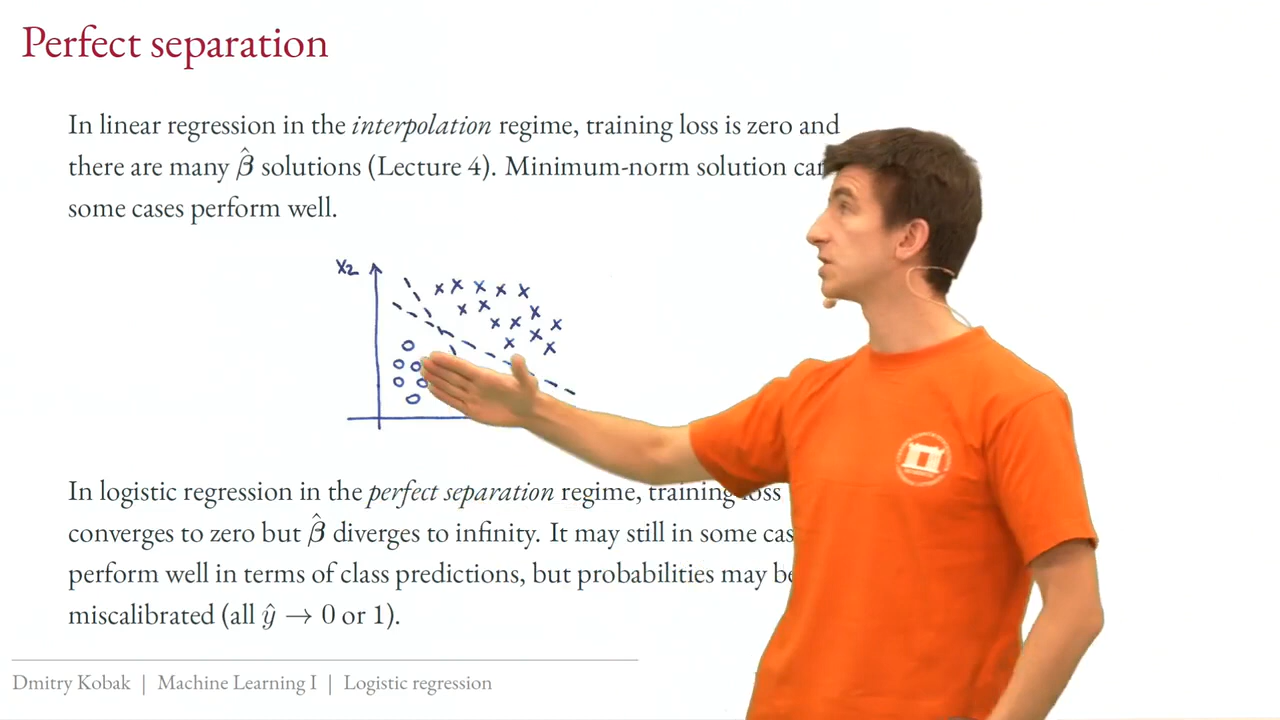 Perfect separation
In linear regression in the interpolation regime, training loss is zero and
there are many β̂ solutions (Lecture 4). Minimum-norm solution can
some cases perform well.
x₂
In logistic regression in the perfect separation regime, training loss
converges to zero but β̂ diverges to infinity. It may still in some
perform well in terms of class predictions, but probabilities may be
miscalibrated (all ŷ → 0 or 1).
Dmitry Kobak | Machine Learning I | Logistic regression